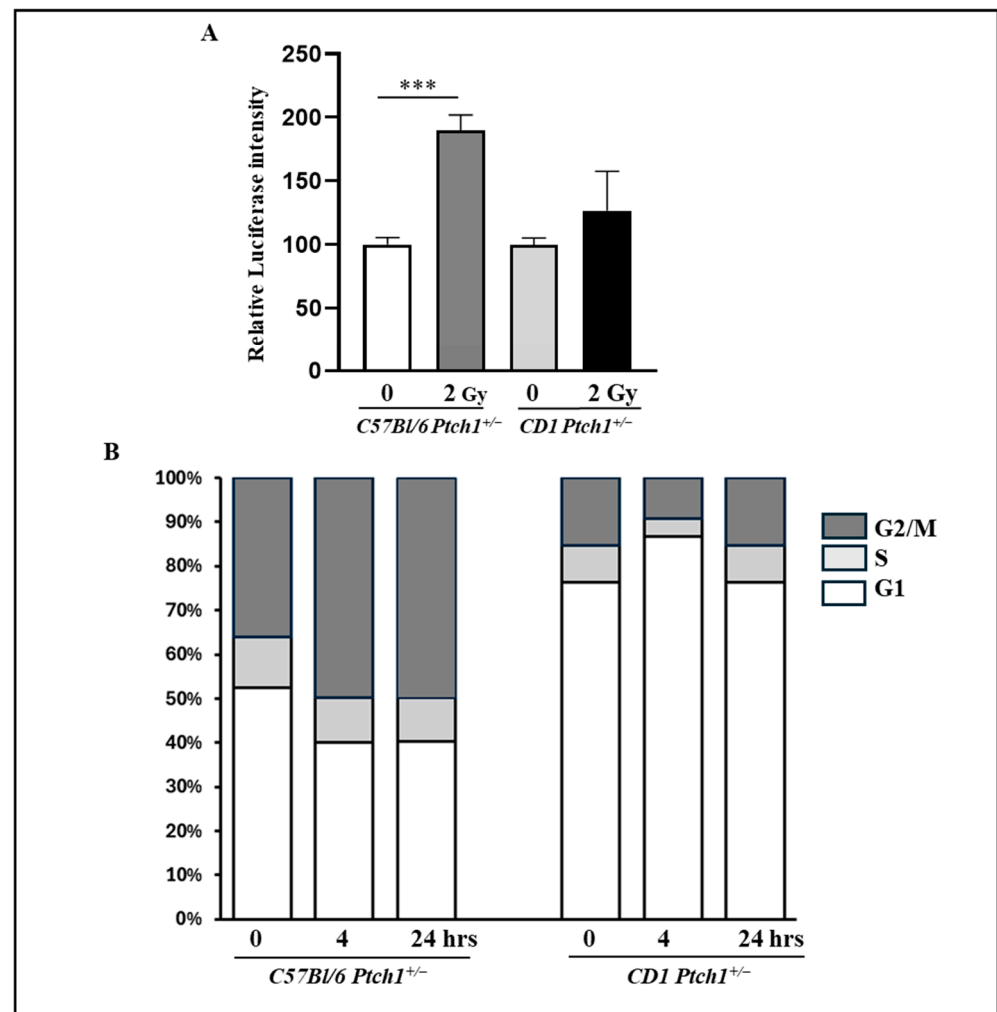 A
Relative Luciferase intensity
250
200
150
100
50
0
***
0 2 Gy 0 2 Gy
C57Bl/6 Ptch1+/− CD1 Ptch1+/−
B
100%
90%
80%
70%
60%
50%
40%
30%
20%
10%
0%
G2/M
S
G1
0 4 24 hrs 0 4 24 hrs
C57Bl/6 Ptch1+/− CD1 Ptch1+/−